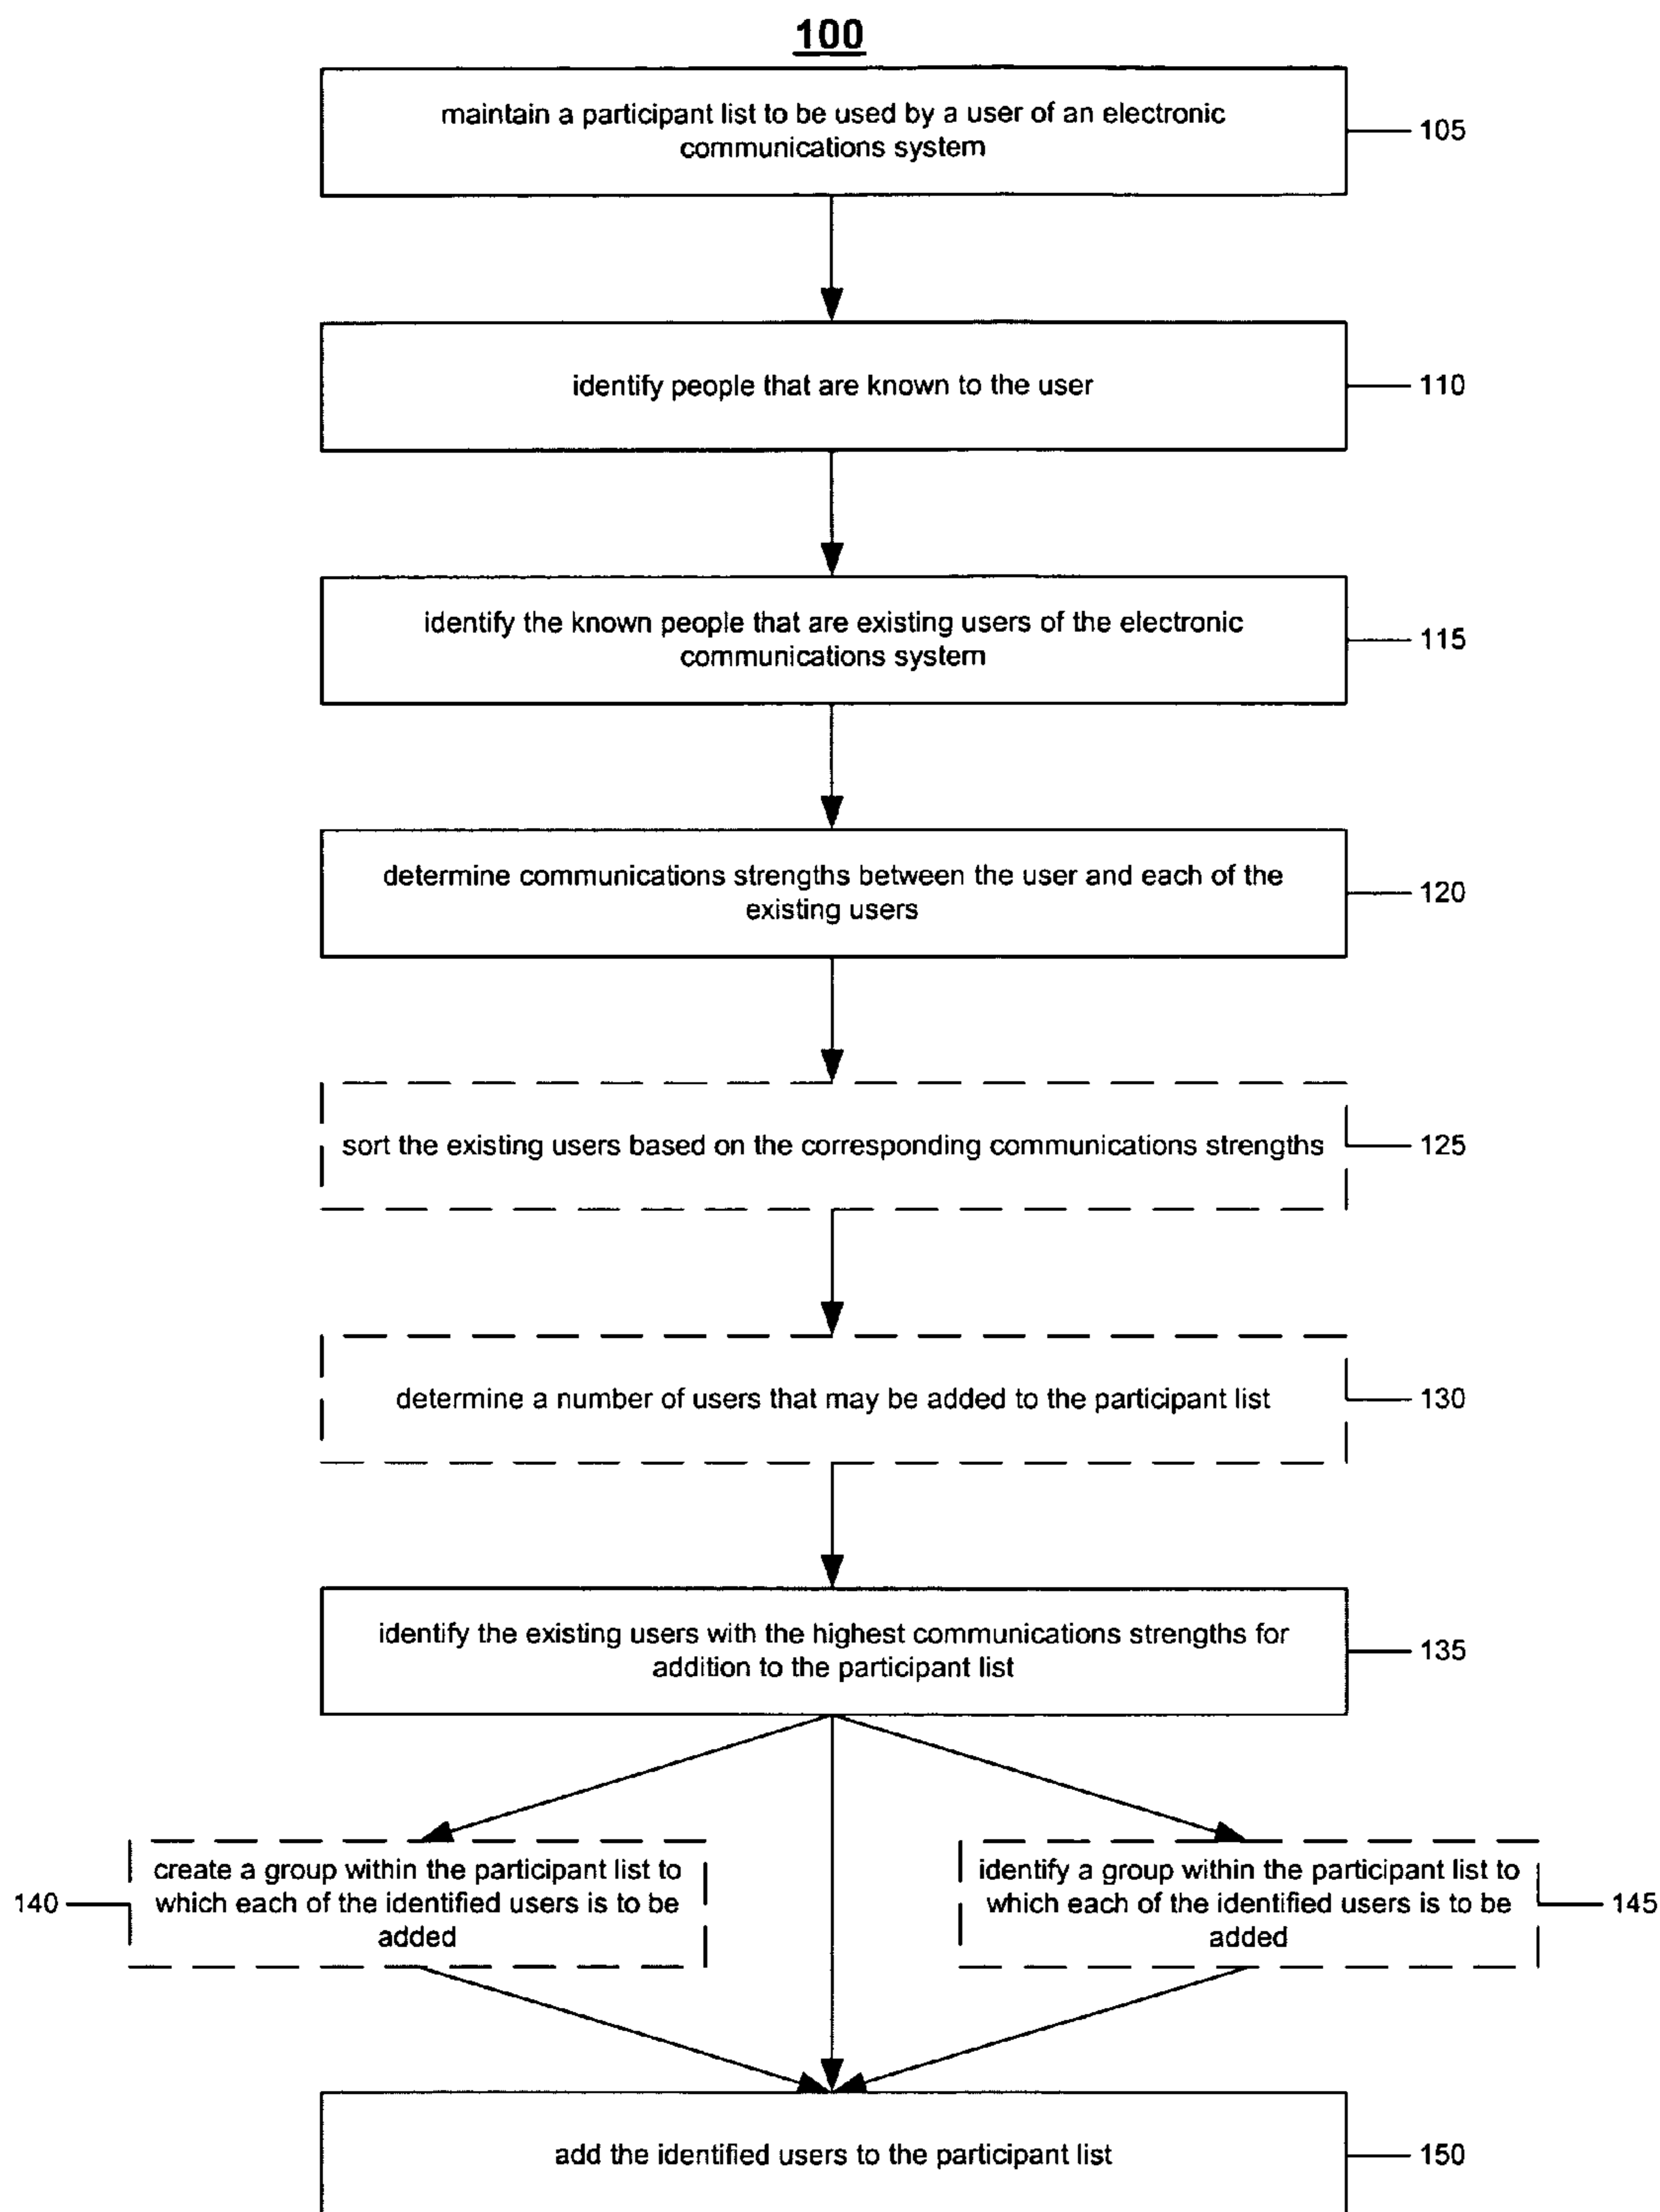 100
maintain a participant list to be used by a user of an electronic
communications system
105
identify people that are known to the user
110
identify the known people that are existing users of the electronic
communications system
115
determine communications strengths between the user and each of the
existing users
120
sort the existing users based on the corresponding communications strengths
125
determine a number of users that may be added to the participant list
130
identify the existing users with the highest communications strengths for
addition to the participant list
135
140
create a group within the participant list to
which each of the identified users is to be
added
identify a group within the participant list to
which each of the identified users is to be
added
145
add the identified users to the participant list
150